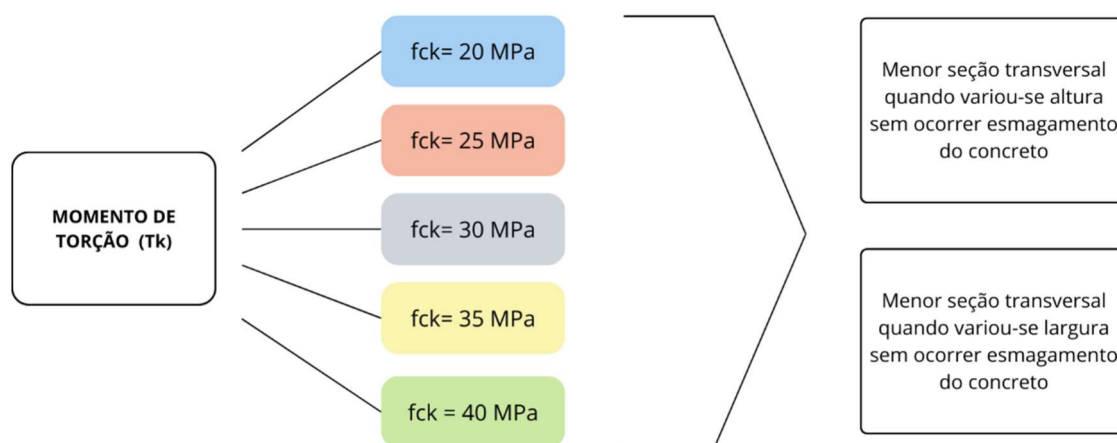 MOMENTO DE
TORÇÃO (Tk)
fck= 20 MPa
fck= 25 MPa
fck= 30 MPa
fck= 35 MPa
fck = 40 MPa
Menor seção transversal
quando variou-se altura
sem ocorrer esmagamento
do concreto
Menor seção transversal
quando variou-se largura
sem ocorrer esmagamento
do concreto